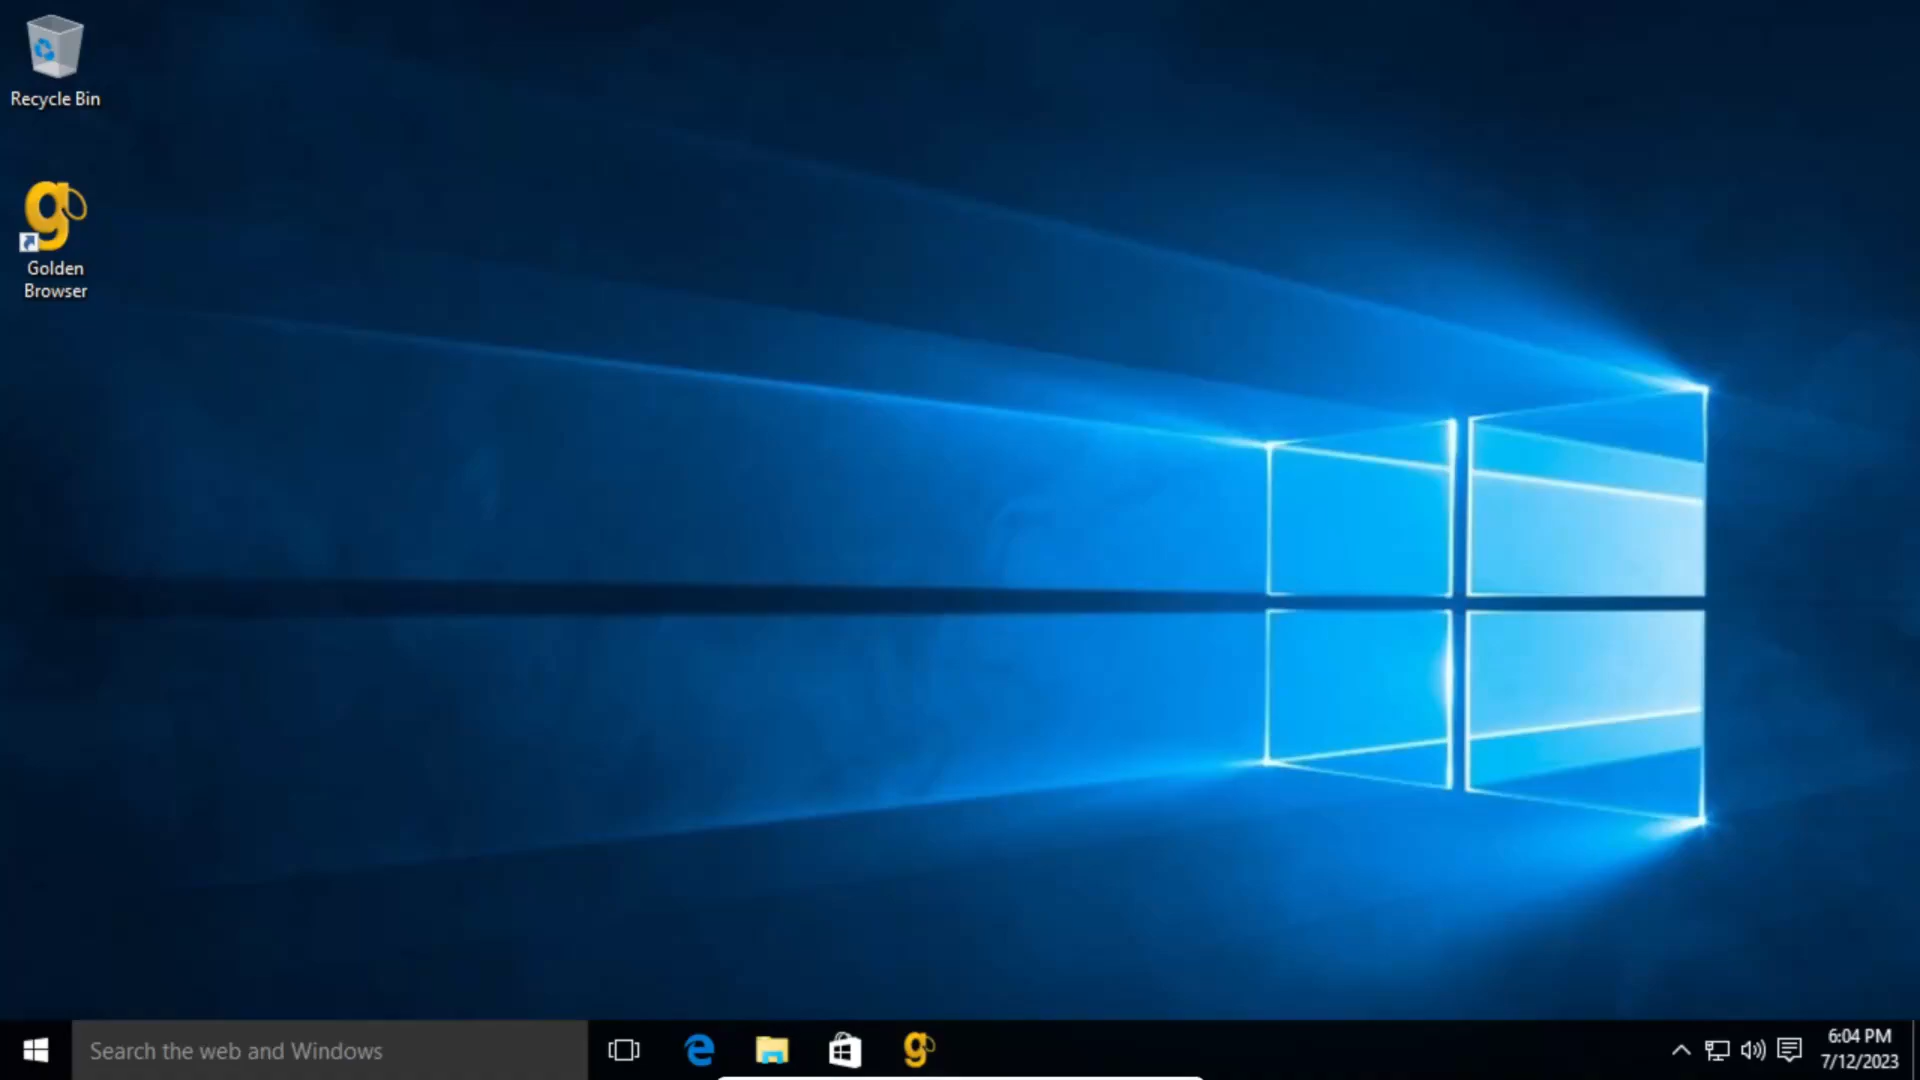 Recycle Bin
Golden
Browser
Search the web and Windows
6:04 PM
7/12/2023